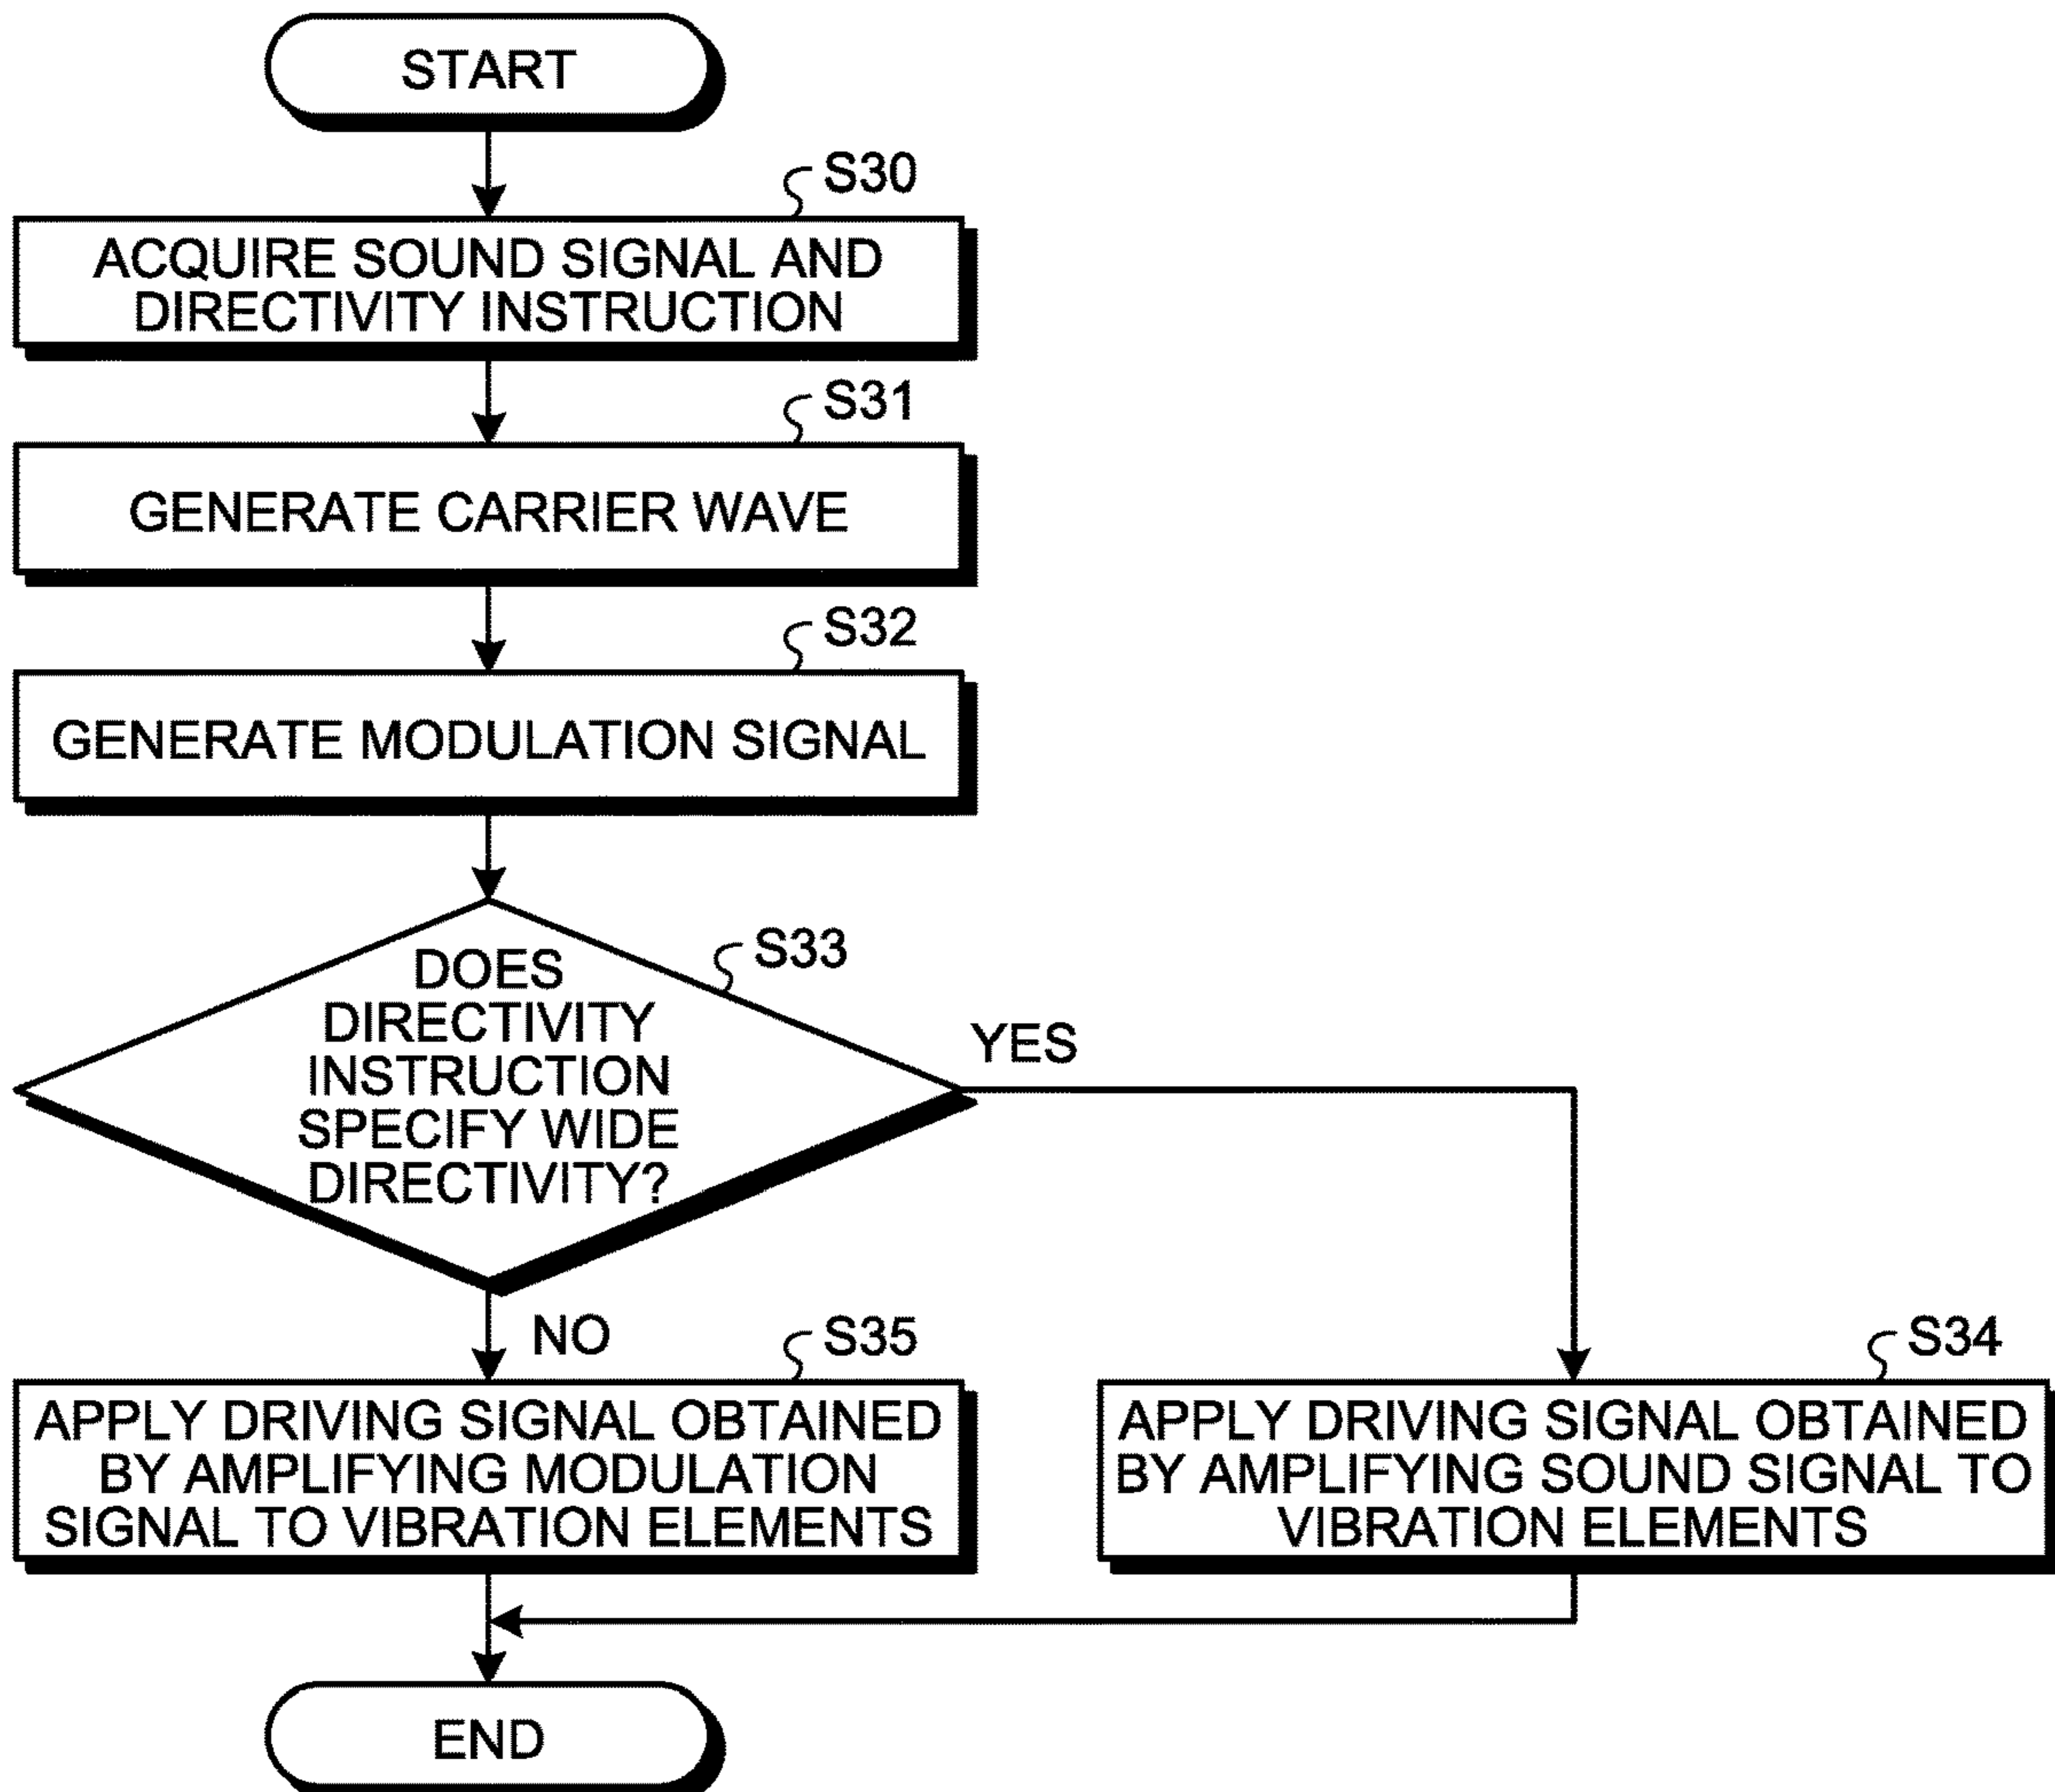 START
S30
ACQUIRE SOUND SIGNAL AND
DIRECTIVITY INSTRUCTION
S31
GENERATE CARRIER WAVE
S32
GENERATE MODULATION SIGNAL
S33
DOES
DIRECTIVITY
INSTRUCTION
SPECIFY WIDE
DIRECTIVITY?
YES
NO
S35
APPLY DRIVING SIGNAL OBTAINED
BY AMPLIFYING MODULATION
SIGNAL TO VIBRATION ELEMENTS
S34
APPLY DRIVING SIGNAL OBTAINED
BY AMPLIFYING SOUND SIGNAL TO
VIBRATION ELEMENTS
END